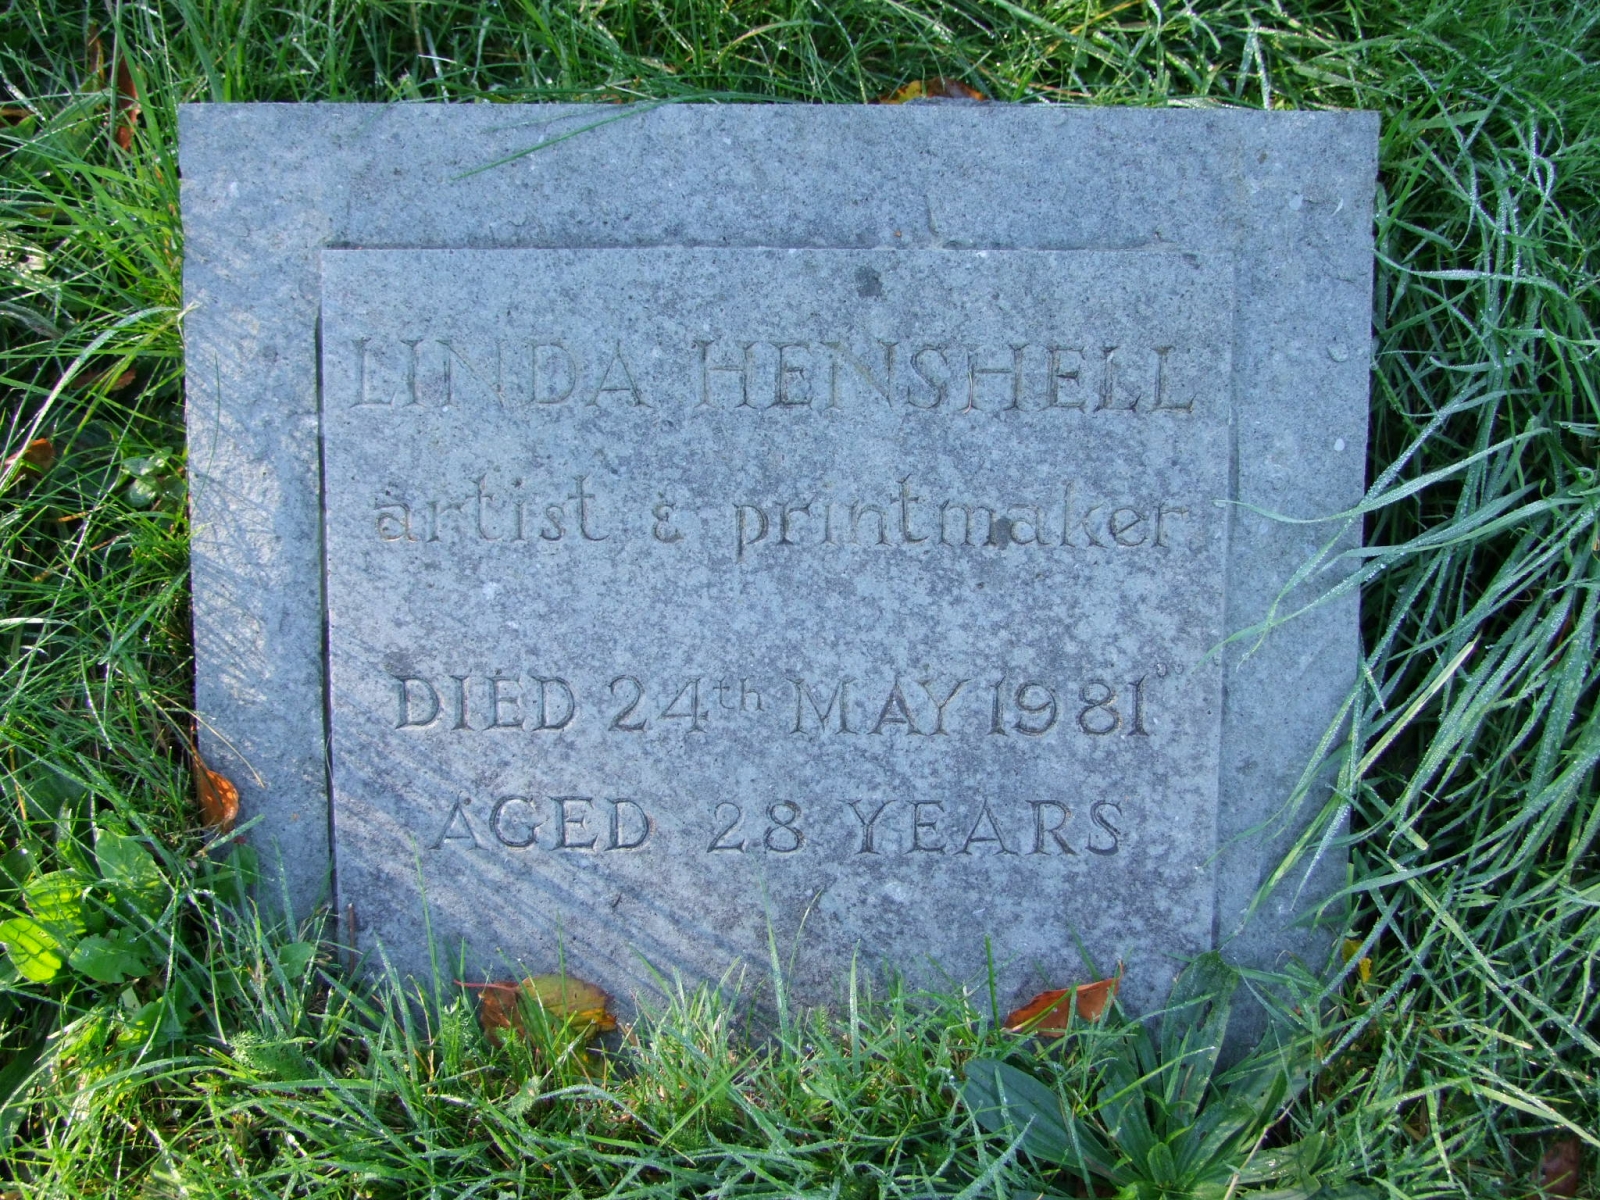 LINDA HENSHELL
artist & printmaker
DIED 24th MAY 1981
AGED 28 YEARS